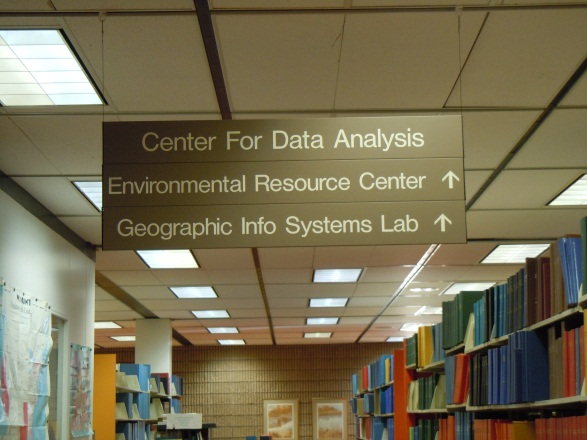 Center For Data Analysis
Environmental Resource Center ↑
Geographic Info Systems Lab ↑